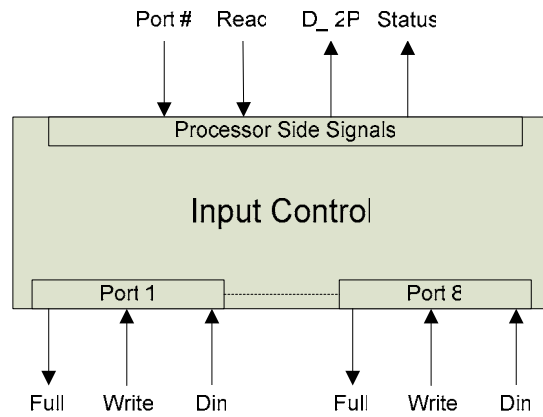 Port # Read D_ 2P Status
Processor Side Signals
Input Control
Port 1 Port 8
Full Write Din Full Write Din